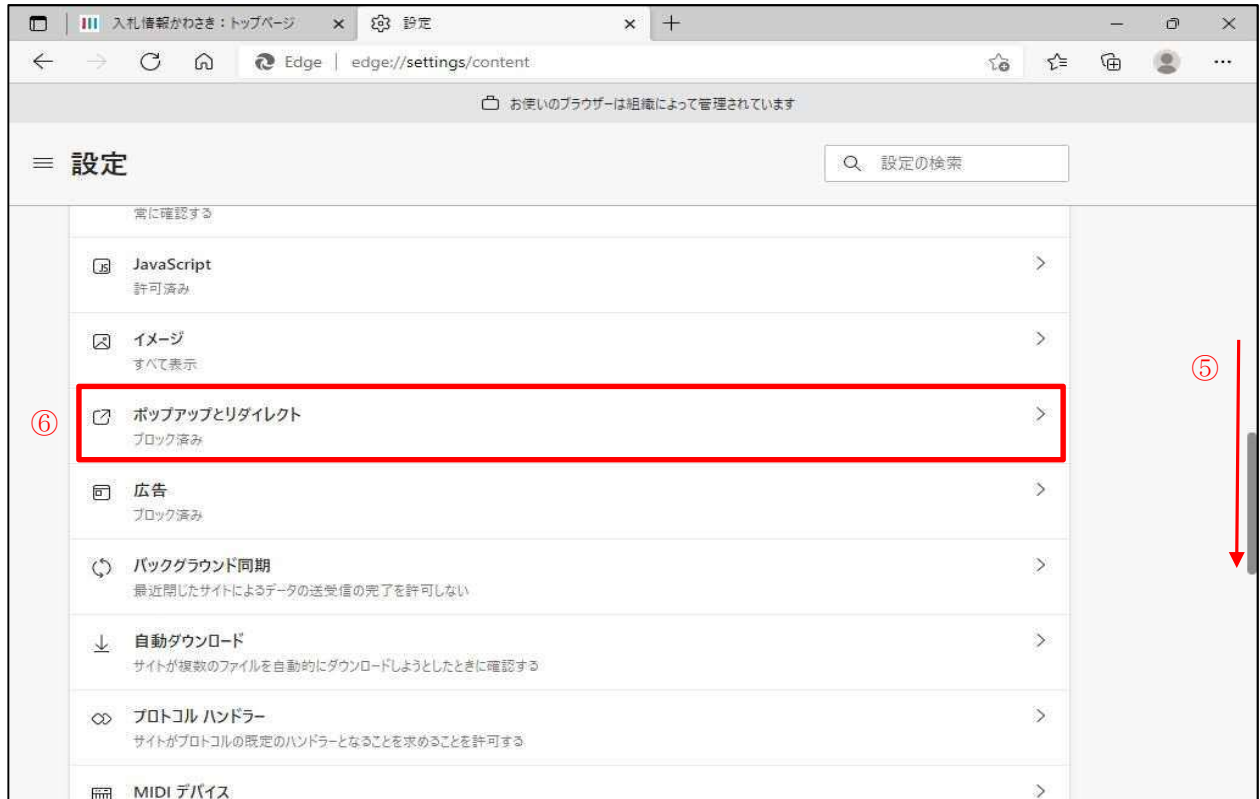 入札情報かわさき：トップページ
設定
Edge
edge://settings/content
お使いのブラウザーは組織によって管理されています
設定
設定の検索
常に確認する
JS
JavaScript
許可済み
イメージ
すべて表示
⑤
⑥
ポップアップとリダイレクト
ブロック済み
広告
ブロック済み
バックグラウンド同期
最近閉じたサイトによるデータの送受信の完了を許可しない
自動ダウンロード
サイトが複数のファイルを自動的にダウンロードしようとしたときに確認する
プロトコル ハンドラー
サイトがプロトコルの既定のハンドラーとなることを求めることを許可する
MIDI デバイス